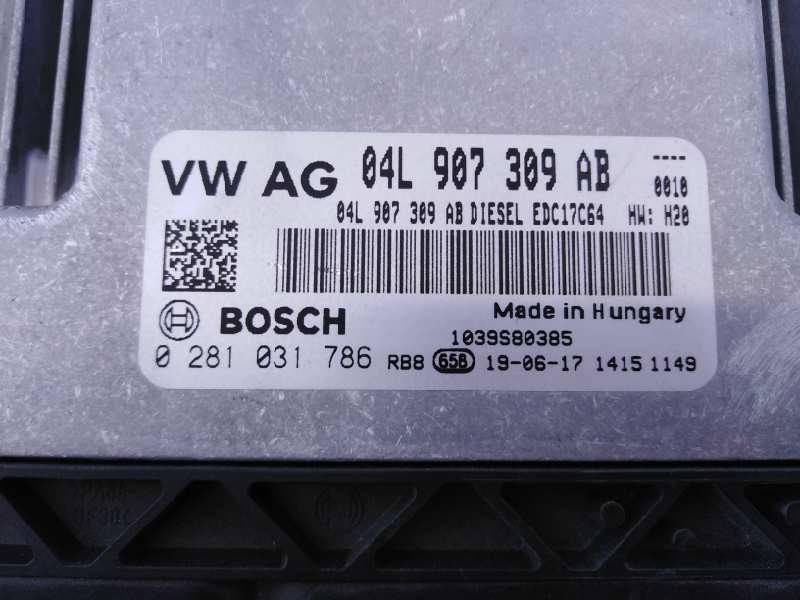 VW AG 04L 907 309 AB ----
0010
04L 907 309 AB DIESEL EDC17C64 HW: H20
BOSCH Made in Hungary
1039S80385
0 281 031 786 RB8 65B 19-06-17 1415 1149